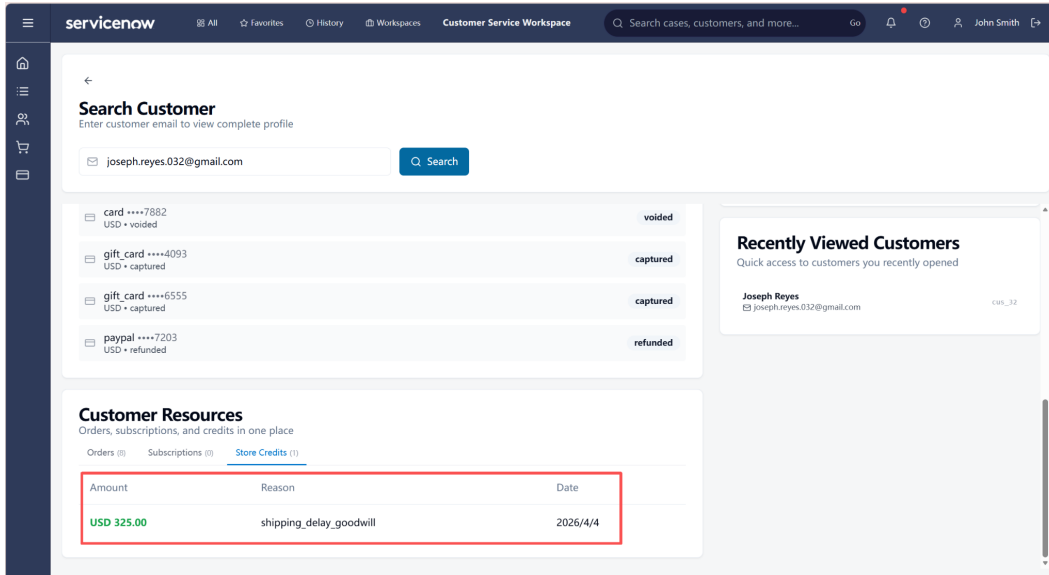 servicenow
All
Favorites
History
Workspaces
Customer Service Workspace
Search cases, customers, and more...
Go
John Smith
Search Customer
Enter customer email to view complete profile
joseph.reyes.032@gmail.com
Search
card ••••7882
USD • voided
voided
gift_card ••••4093
USD • captured
captured
gift_card ••••6555
USD • captured
captured
paypal ••••7203
USD • refunded
refunded
Recently Viewed Customers
Quick access to customers you recently opened
Joseph Reyes
joseph.reyes.032@gmail.com
cus_32
Customer Resources
Orders, subscriptions, and credits in one place
Orders (8)
Subscriptions (0)
Store Credits (1)
Amount Reason Date
USD 325.00 shipping_delay_goodwill 2026/4/4